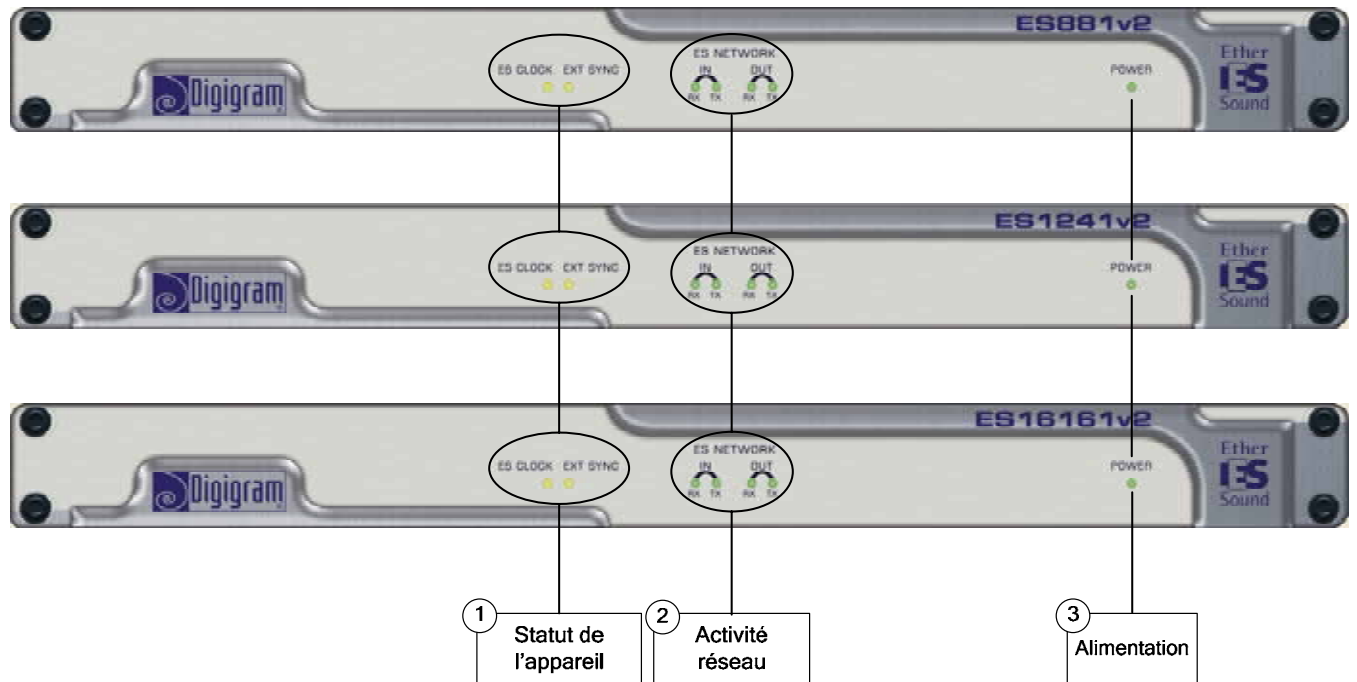 ES881v2
ES CLOCK EXT SYNC
ES NETWORK
IN OUT
RX TX RX TX
POWER
Ether
ES
Sound
Digigram
ES1241v2
ES CLOCK EXT SYNC
ES NETWORK
IN OUT
RX TX RX TX
POWER
Ether
ES
Sound
Digigram
ES16161v2
ES CLOCK EXT SYNC
ES NETWORK
IN OUT
RX TX RX TX
POWER
Ether
ES
Sound
Digigram
1
Statut de
l'appareil
2
Activité
réseau
3
Alimentation